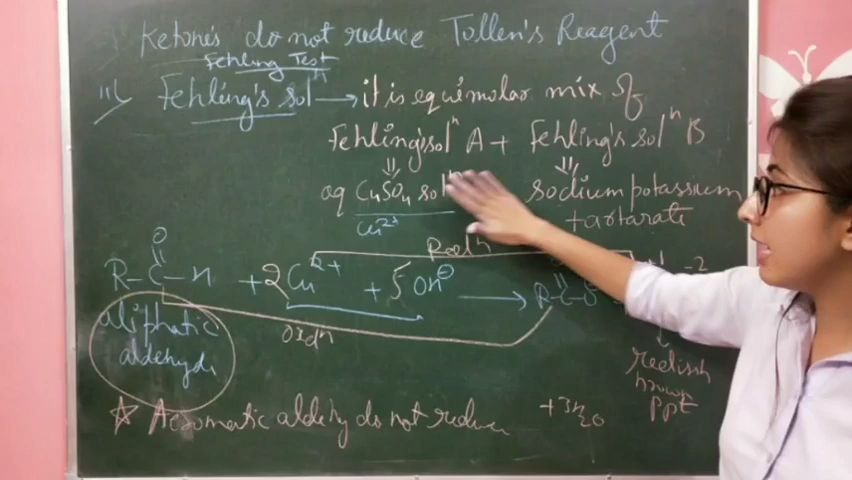 Ketones do not reduce Tollen's Reagent
Fehling Test
iii) Fehling's solⁿ → it is equimolar mix of
Fehling's solⁿ A + Fehling's solⁿ B
aq CuSO₄ solⁿ sodium potassium
Cu²⁺ tartarate
Redⁿ
O
R-C-H + 2Cu²⁺ + 5OH⊖ → R-C-O
aliphatic oxdn
aldehyde reddish
brown
ppt
☆ Aromatic aldehy do not reduce +3H₂O